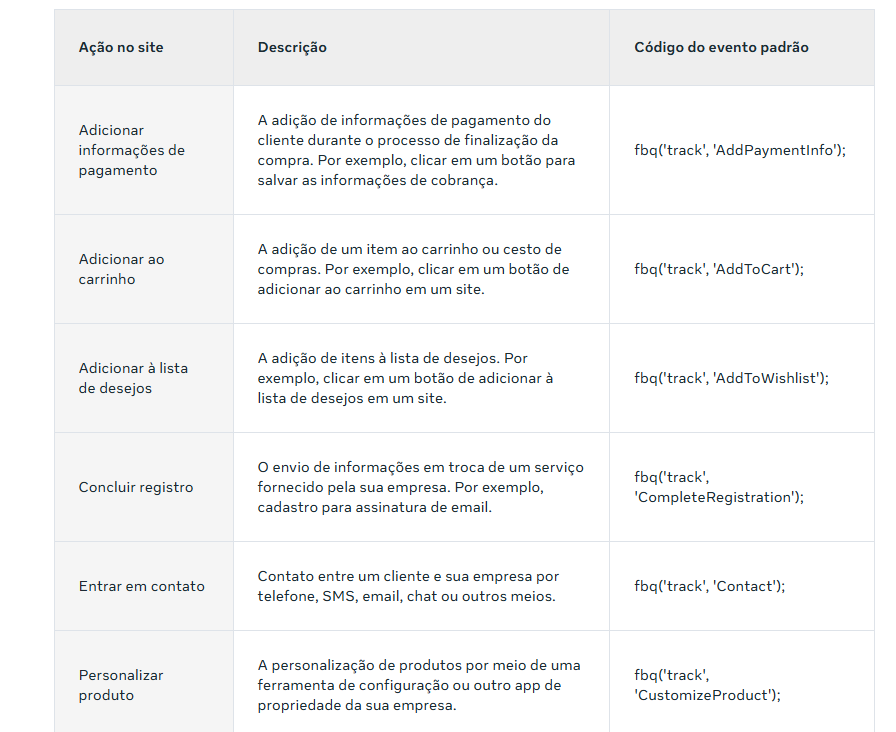 Ação no site
Descrição
Código do evento padrão
Adicionar
informações de
pagamento
A adição de informações de pagamento do
cliente durante o processo de finalização da
compra. Por exemplo, clicar em um botão para
salvar as informações de cobrança.
fbq('track', 'AddPaymentInfo');
Adicionar ao
carrinho
A adição de um item ao carrinho ou cesto de
compras. Por exemplo, clicar em um botão de
adicionar ao carrinho em um site.
fbq('track', 'AddToCart');
Adicionar à lista
de desejos
A adição de itens à lista de desejos. Por
exemplo, clicar em um botão de adicionar à
lista de desejos em um site.
fbq('track', 'AddToWishlist');
Concluir registro
O envio de informações em troca de um serviço
fornecido pela sua empresa. Por exemplo,
cadastro para assinatura de email.
fbq('track',
'CompleteRegistration');
Entrar em contato
Contato entre um cliente e sua empresa por
telefone, SMS, email, chat ou outros meios.
fbq('track', 'Contact');
Personalizar
produto
A personalização de produtos por meio de uma
ferramenta de configuração ou outro app de
propriedade da sua empresa.
fbq('track',
'CustomizeProduct');